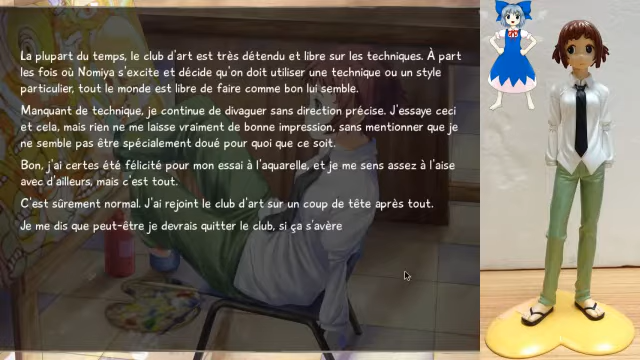 La plupart du temps, le club d'art est très détendu et libre sur les techniques. À part
les fois où Nomiya s'excite et décide qu'on doit utiliser une technique ou un style
particulier, tout le monde est libre de faire comme bon lui semble.
Manquant de technique, je continue de divaguer sans direction précise. J'essaye ceci
et cela, mais rien ne me laisse vraiment de bonne impression, sans mentionner que je
ne semble pas être spécialement doué pour quoi que ce soit.
Bon, j'ai certes été félicité pour mon essai à l'aquarelle, et je me sens assez à l'aise
avec d'ailleurs, mais c'est tout.
C'est sûrement normal. J'ai rejoint le club d'art sur un coup de tête après tout.
Je me dis que peut-être je devrais quitter le club, si ça s'avère